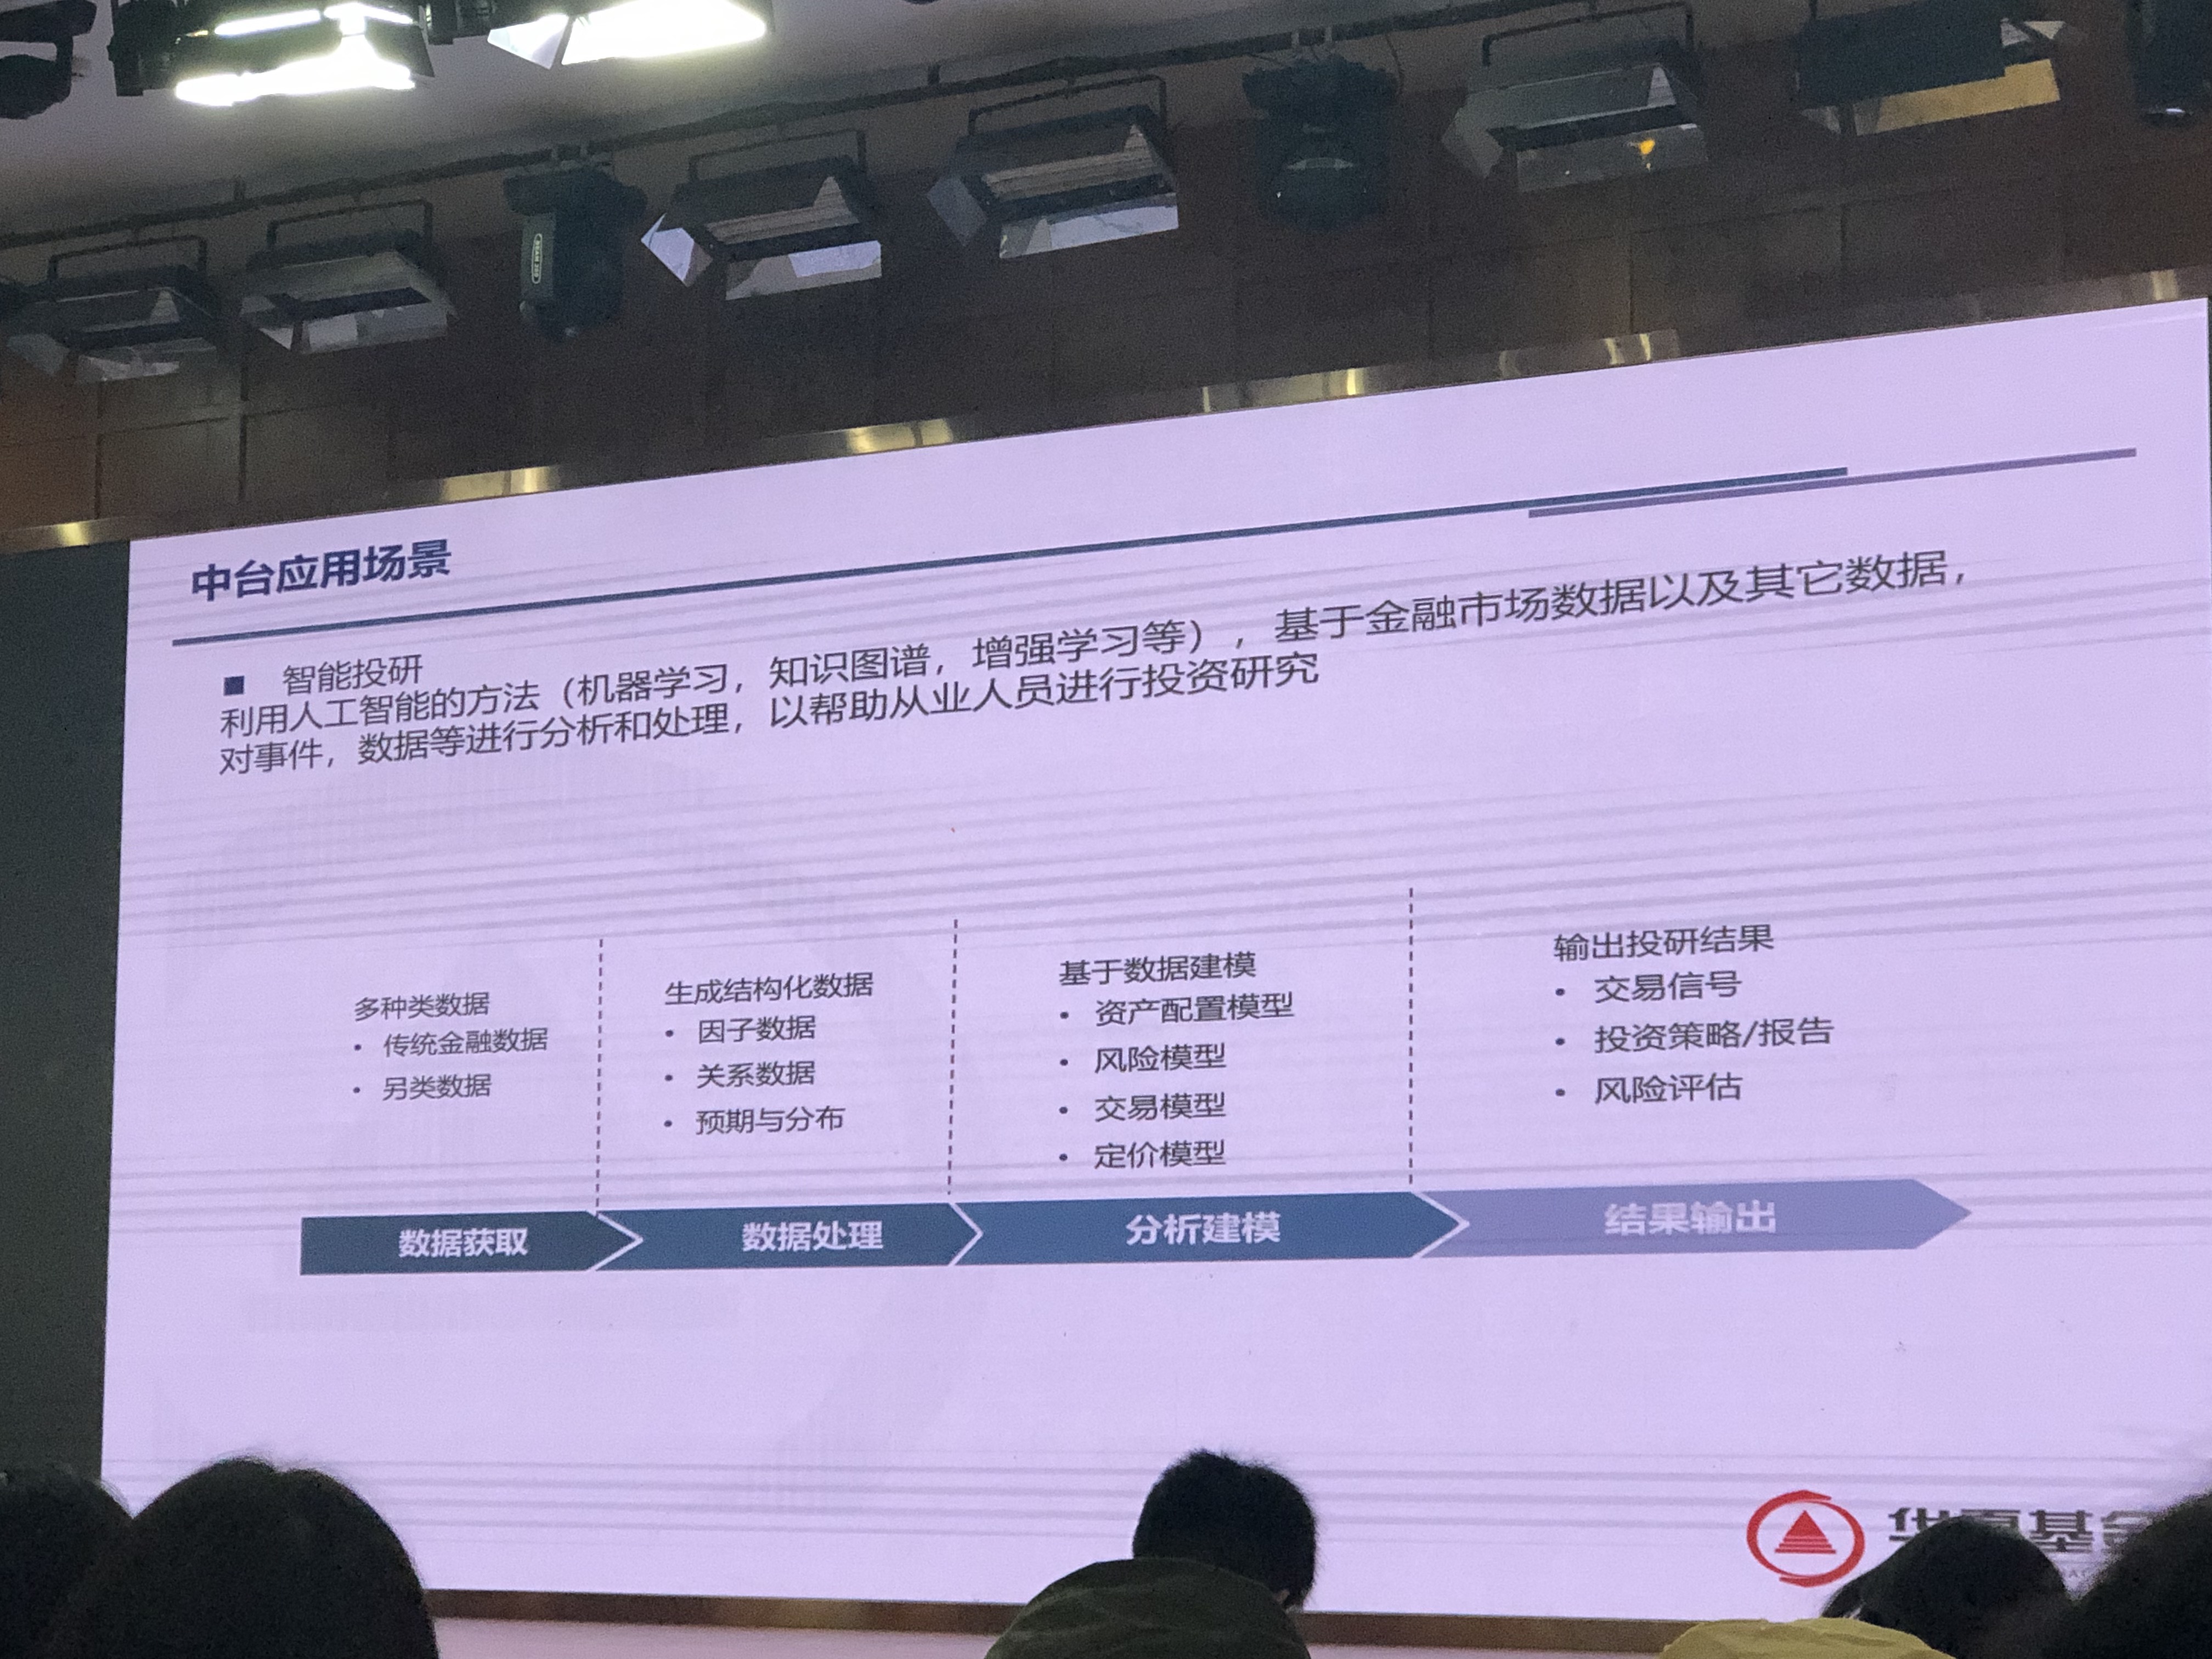 中台应用场景
■ 智能投研
利用人工智能的方法（机器学习，知识图谱，增强学习等），基于金融市场数据以及其它数据，
对事件，数据等进行分析和处理，以帮助从业人员进行投资研究
多种类数据
• 传统金融数据
• 另类数据
生成结构化数据
• 因子数据
• 关系数据
• 预期与分布
基于数据建模
• 资产配置模型
• 风险模型
• 交易模型
• 定价模型
输出投研结果
• 交易信号
• 投资策略/报告
• 风险评估
数据获取
数据处理
分析建模
结果输出
华夏基金